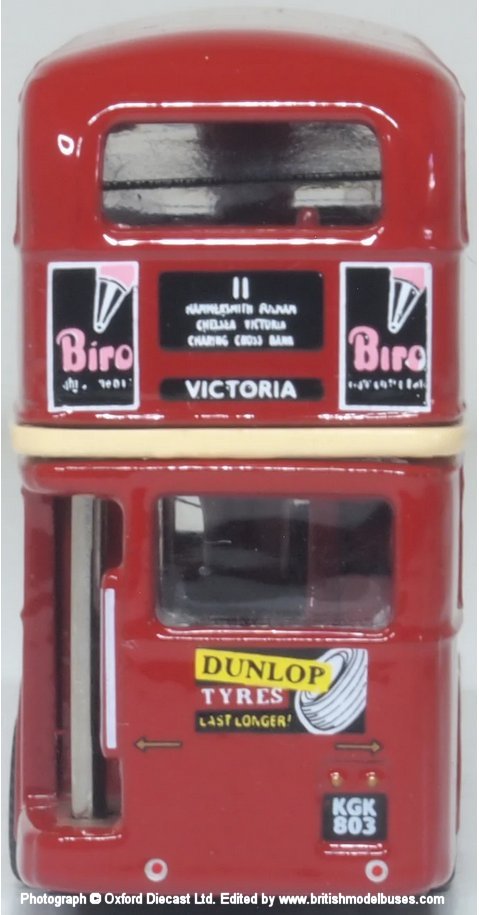 11
HAMMERSMITH FULHAM
CHELSEA VICTORIA
CHARING CROSS BANK
Biro
Biro
VICTORIA
DUNLOP
TYRES
LAST LONGER!
KGK
803
Photograph © Oxford Diecast Ltd. Edited by www.britishmodelbuses.com